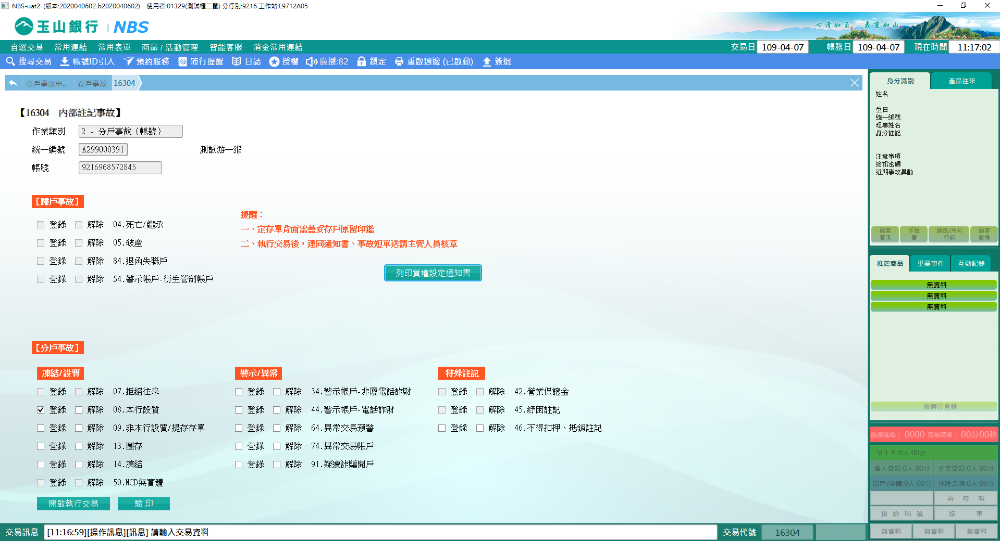 NBS-uat2 (版本:2020040602.b2020040602) 使用者:01329(測試櫃二甿) 分行別:9216 工作站:L9712A05
玉山銀行 | NBS
心清如玉。義重如山。
自選交易 常用連結 常用表單 商品 / 活動管理 智能客服 消金常用連結 交易日 109-04-07 帳務日 109-04-07 現在時間 11:17:02
搜尋交易 帳號ID引入 預約服務 蒞行提醒 日誌 授權 廣播:82 鎖定 重啟週邊 (已啟動) 簽退
存戶事故申.. 存戶事故 16304
【16304 內部註記事故】
作業類別 2 - 分戶事故（帳號）
統一編號 A299000391 測試游一猴
帳號 9216968572845
【歸戶事故】
登錄 解除 04.死亡/繼承
登錄 解除 05.破產
登錄 解除 84.退函失聯戶
登錄 解除 54.警示帳戶-衍生管制帳戶
提醒：
一、定存單背面需蓋妥存戶原留印鑑
二、執行交易後，連同通知書、事故短單送請主管人員核章
列印質權設定通知書
【分戶事故】
凍結/設質
登錄 解除 07.拒絕往來
登錄 解除 08.本行設質
登錄 解除 09.非本行設質/提存存單
登錄 解除 13.圈存
登錄 解除 14.凍結
登錄 解除 50.NCD無實體
警示/異常
登錄 解除 34.警示帳戶-非屬電話詐財
登錄 解除 44.警示帳戶-電話詐財
登錄 解除 64.異常交易預警
登錄 解除 74.異常交易帳戶
登錄 解除 91.疑遭詐騙開戶
特殊註記
登錄 解除 42.營業保證金
登錄 解除 45.紓困註記
登錄 解除 46.不得扣押、抵銷註記
開啟執行交易 驗 印
交易訊息 [11:16:59][操作訊息][訊息] 請輸入交易資料 交易代號 16304
身分識別 產品往來
姓名
生日
統一編號
理專姓名
身分註記
注意事項
簡訊密碼
近期事故異動
顧客資訊 手續費 通路/共同行銷 顧客影像
推薦商品 重要事件 互動記錄
無資料
無資料
無資料
一般轉介登錄
服務號碼： 0000 等候時間： 00分00秒
ＶＩＰ:0人 00分
個人交易:0人 00分 企業交易:0人 00分
開戶/申請:0人 00分 外匯業務:0人 00分
再 呼 叫
預 約 叫 號 結 束
無資料 無資料 無資料